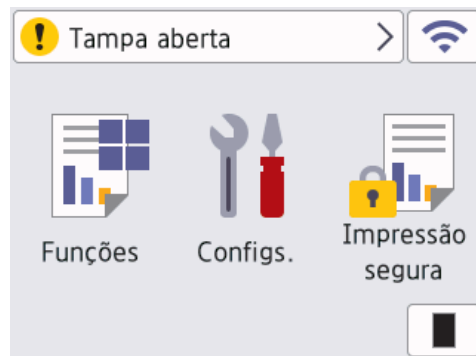 Tampa aberta
Funções
Configs.
Impressão
segura